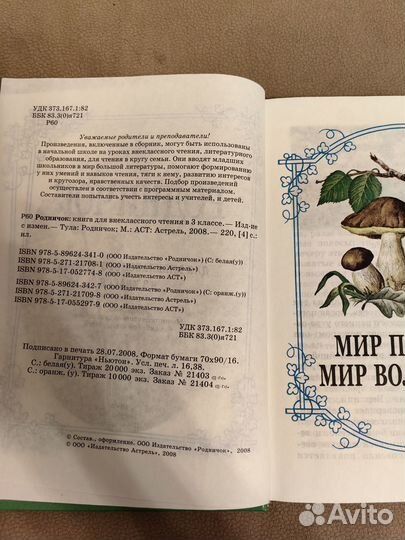 УДК 373.167.1:82
ББК 83.3(0)я721
Р60
Уважаемые родители и преподаватели!
Произведения, включенные в сборник, могут быть использованы
в начальной школе на уроках внеклассного чтения, литературного
образования, для чтения в кругу семьи. Они вводят младших
школьников в мир большой литературы, помогают формированию
у них умений и навыков чтения, тяги к нему, развитию интересов
и кругозора, нравственных качеств. Подбор произведений
осуществлен в соответствии с программным материалом.
Составители попытались учесть интересы и учителей, и детей.
Р60 Родничок: книга для внеклассного чтения в 3 классе.— Изд-ие
с измен.— Тула: Родничок; М.: АСТ: Астрель, 2008.— 220, [4] с.:
ил.
ISBN 978-5-89624-341-0 (ООО «Издательство Родничок») (С: белая(у))
ISBN 978-5-271-21708-1 (ООО «Издательство Астрель»)
ISBN 978-5-17-052774-8 (ООО «Издательство АСТ»)
ISBN 978-5-89624-342-7 (ООО «Издательство Родничок») (С: оранж.(у))
ISBN 978-5-271-21709-8 (ООО «Издательство Астрель»)
ISBN 978-5-17-055297-9 (ООО «Издательство АСТ»)
УДК 373.167.1:82
ББК 83.3(0)я721
Подписано в печать 28.07.2008. Формат бумаги 70х90/16.
Гарнитура «Ньютон». Усл. печ. л. 16,38.
С.: белая(у). Тираж 20 000 экз. Заказ № 21403
С.: оранж. (у). Тираж 10 000 экз. Заказ № 21404
© Состав., оформление. ООО Издательство «Родничок», 2008
© ООО «Издательство Астрель», 2008
МИР П
МИР ВОЛ
Avito